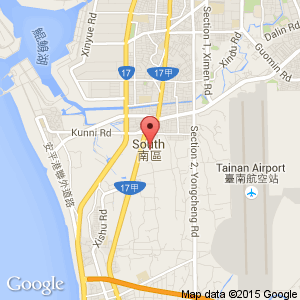 鯤鯓湖
Xinyue Rd
Section 1, Ximen Rd
Xindu Rd
Dalin Rd
Guomin Rd
17
17甲
Kunni Rd
South
南區
安平港聯外道路
Section 2, Yongcheng Rd
Tainan Airport
臺南航空站
17甲
Xishu Rd
Google
Map data ©2015 Google